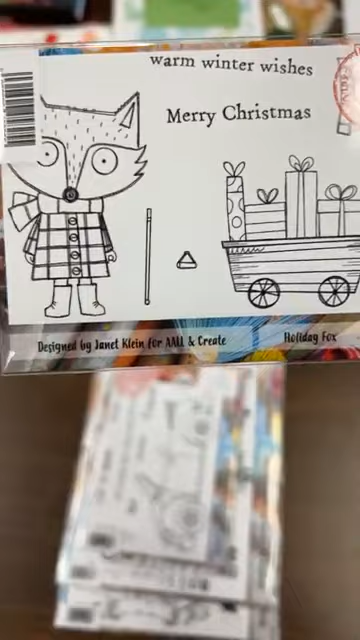 warm winter wishes
Merry Christmas
Designed by Janet Klein for AALL & Create
Holiday Fox